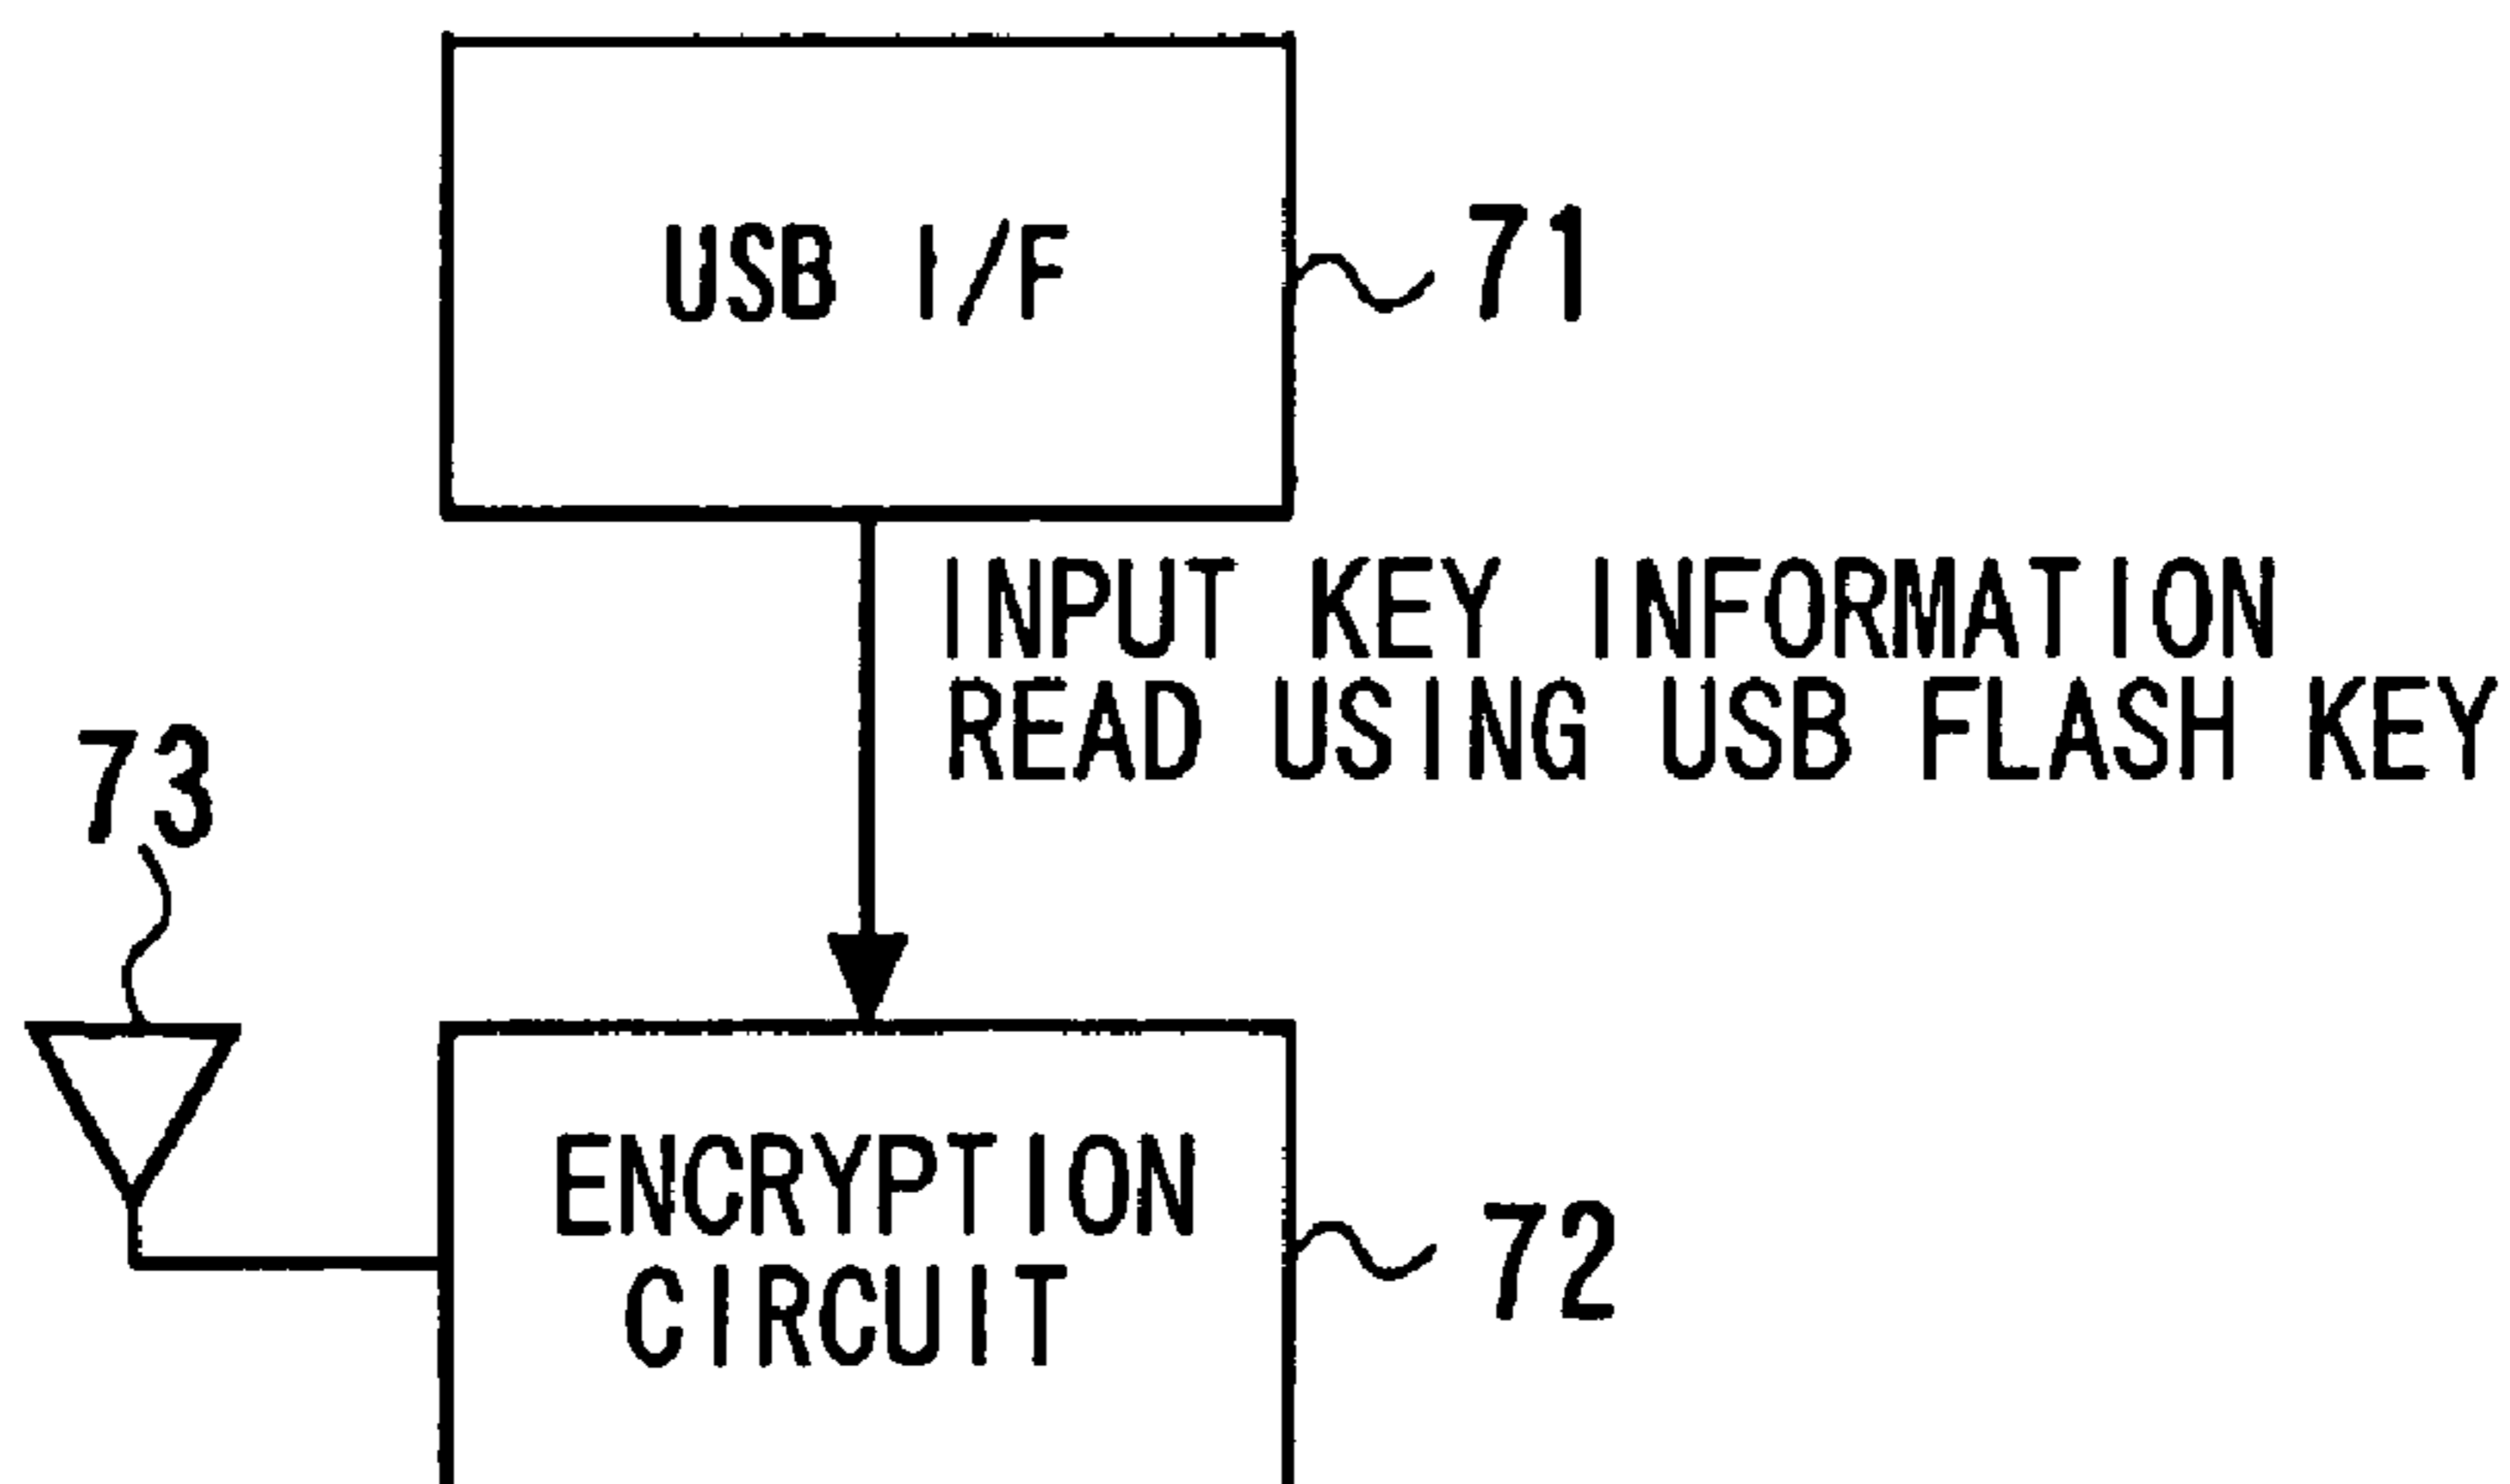 USB I/F
71
INPUT KEY INFORMATION
READ USING USB FLASH KEY
73
ENCRYPTION
CIRCUIT
72